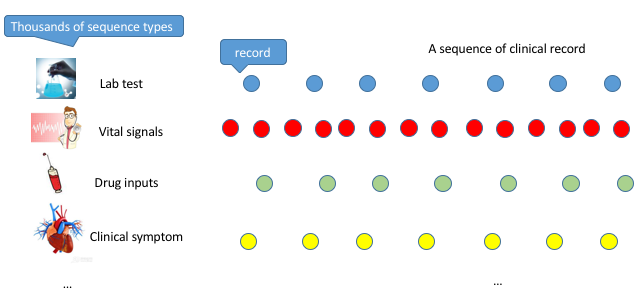 Thousands of sequence types
record
A sequence of clinical record
Lab test
Vital signals
Drug inputs
Clinical symptom
...
...